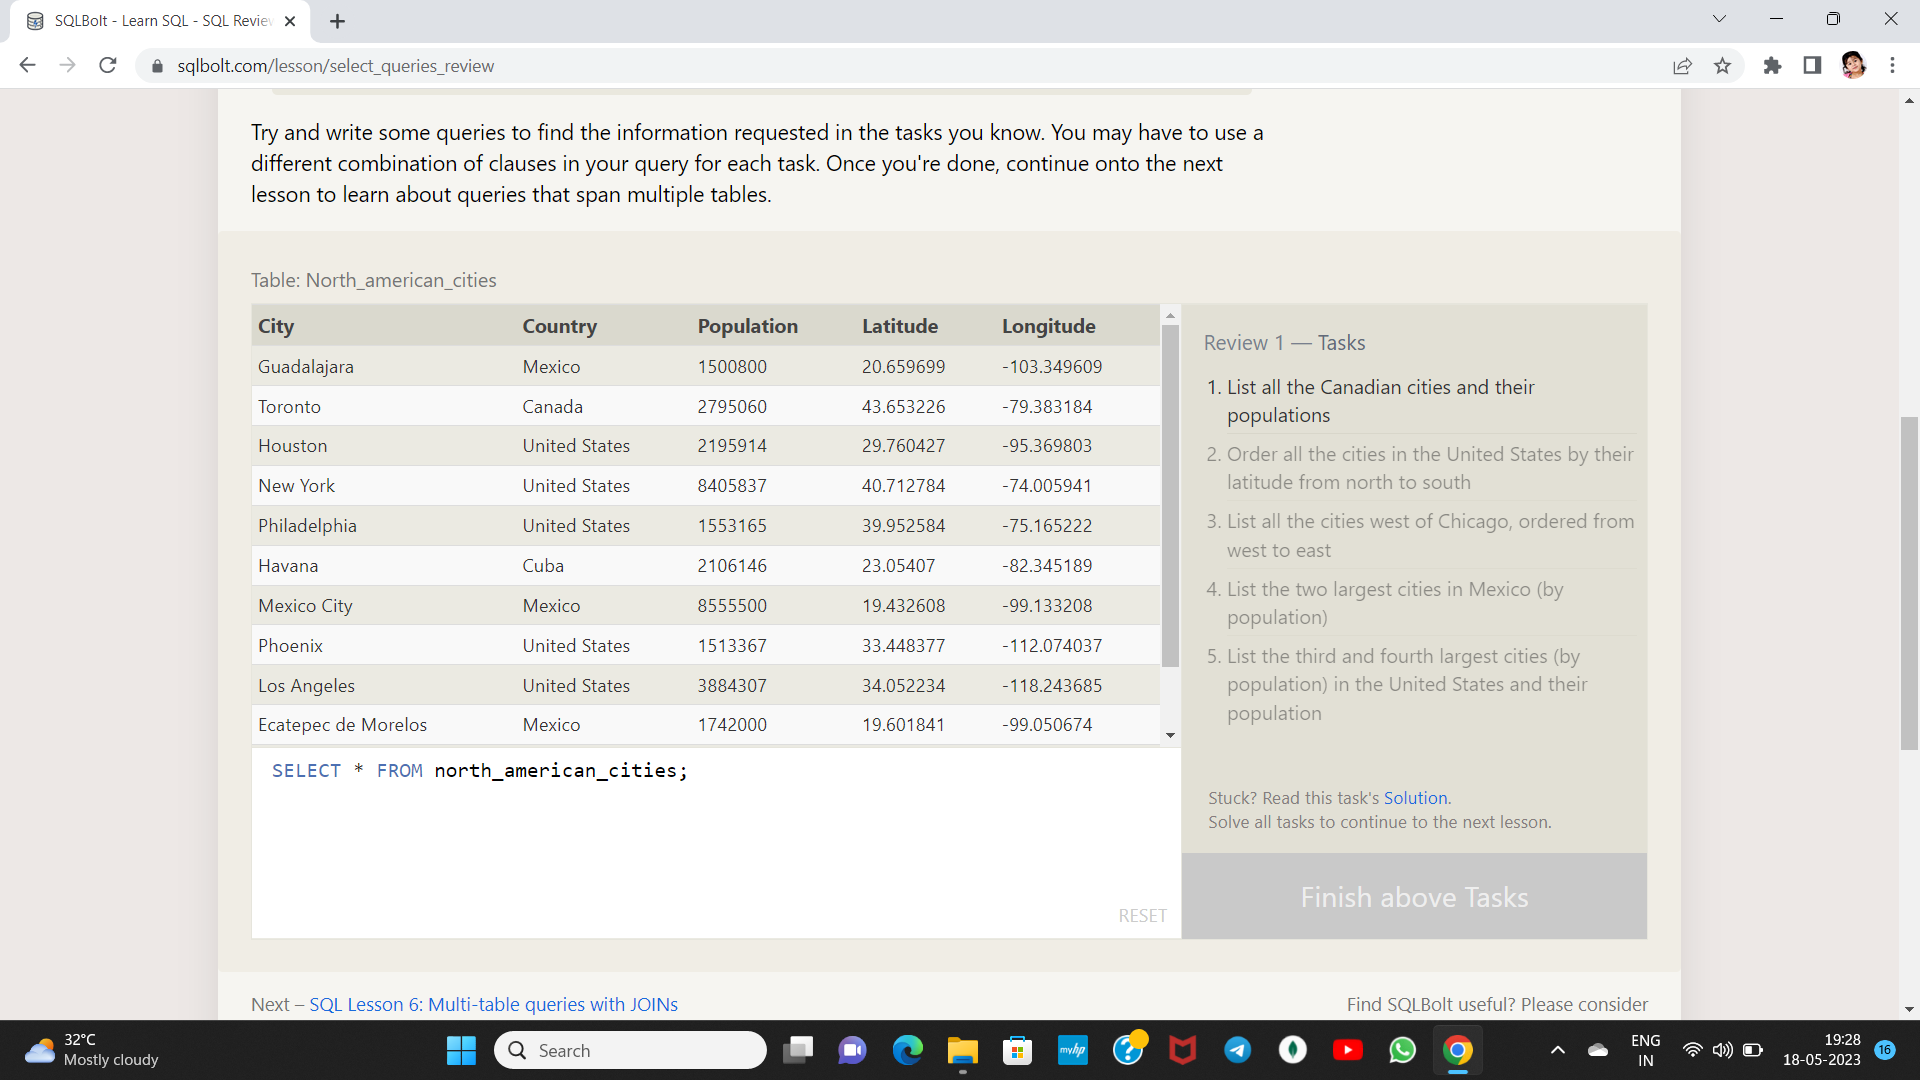 SQLBolt - Learn SQL - SQL Review
sqlbolt.com/lesson/select_queries_review
Try and write some queries to find the information requested in the tasks you know. You may have to use a
different combination of clauses in your query for each task. Once you're done, continue onto the next
lesson to learn about queries that span multiple tables.
Table: North_american_cities
City Country Population Latitude Longitude
Guadalajara Mexico 1500800 20.659699 -103.349609
Toronto Canada 2795060 43.653226 -79.383184
Houston United States 2195914 29.760427 -95.369803
New York United States 8405837 40.712784 -74.005941
Philadelphia United States 1553165 39.952584 -75.165222
Havana Cuba 2106146 23.05407 -82.345189
Mexico City Mexico 8555500 19.432608 -99.133208
Phoenix United States 1513367 33.448377 -112.074037
Los Angeles United States 3884307 34.052234 -118.243685
Ecatepec de Morelos Mexico 1742000 19.601841 -99.050674
SELECT * FROM north_american_cities;
RESET
Review 1 — Tasks
1. List all the Canadian cities and their
populations
2. Order all the cities in the United States by their
latitude from north to south
3. List all the cities west of Chicago, ordered from
west to east
4. List the two largest cities in Mexico (by
population)
5. List the third and fourth largest cities (by
population) in the United States and their
population
Stuck? Read this task's Solution.
Solve all tasks to continue to the next lesson.
Finish above Tasks
Next – SQL Lesson 6: Multi-table queries with JOINs
Find SQLBolt useful? Please consider
32°C
Mostly cloudy
Search
myhp
ENG
IN
19:28
18-05-2023
16